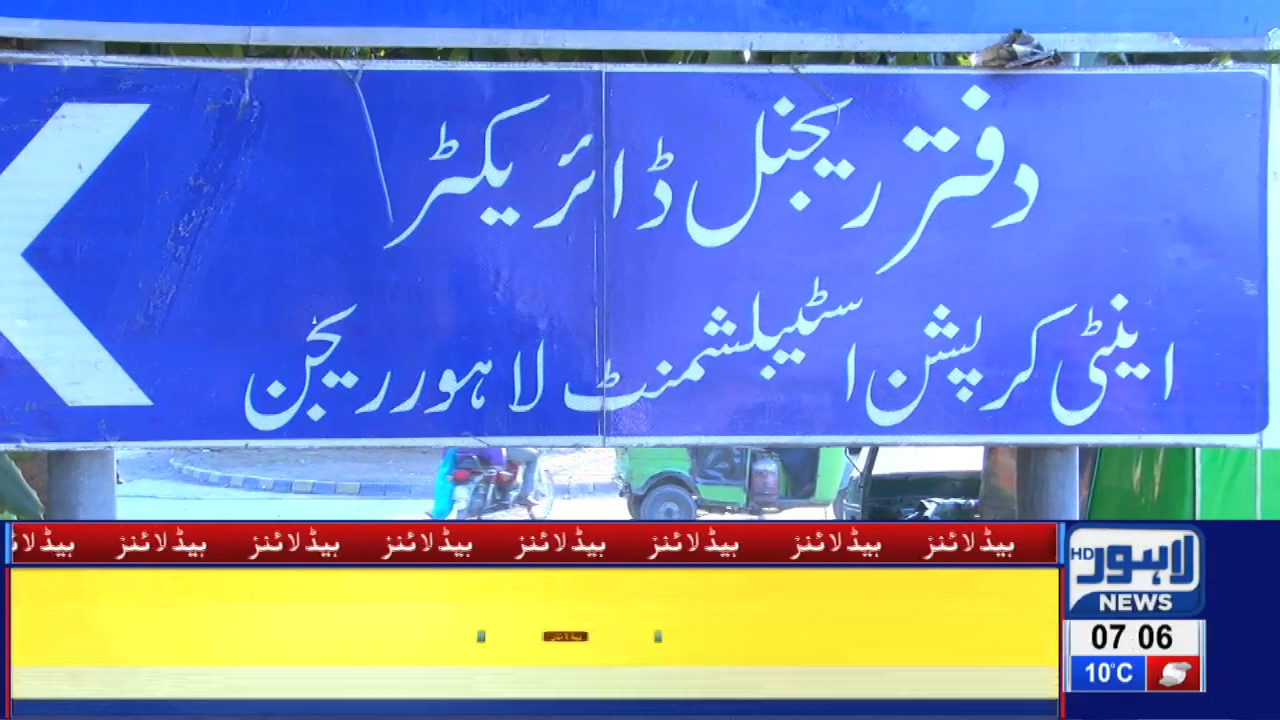 دفتر ریجنل ڈائریکٹر
اینٹی کرپشن اسٹیبلشمنٹ لاہور ریجن
ہیڈلائنز ہیڈلائنز ہیڈلائنز ہیڈلائنز ہیڈلائنز ہیڈلائنز ہیڈلائنز ہیڈلائنز
لاہور HD
NEWS
07 06
10°C